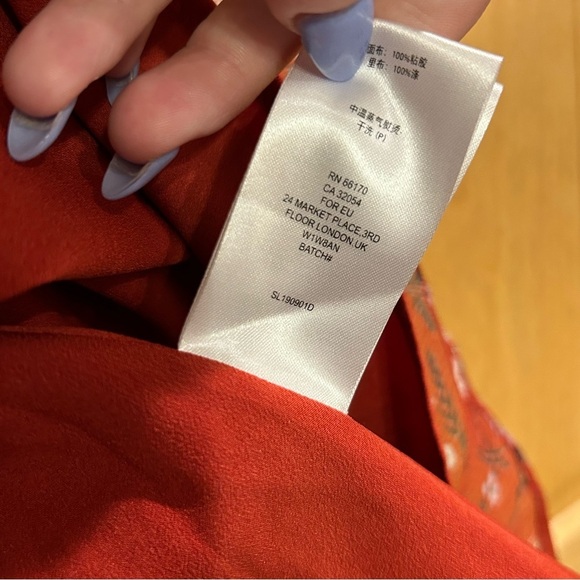 面布：100%粘胶
里布：100%涤
中温蒸气熨烫
干洗 (P)
RN 66170
CA 32054
FOR EU
24 MARKET PLACE,3RD
FLOOR LONDON UK
W1W8AN
BATCH#
SL190901D